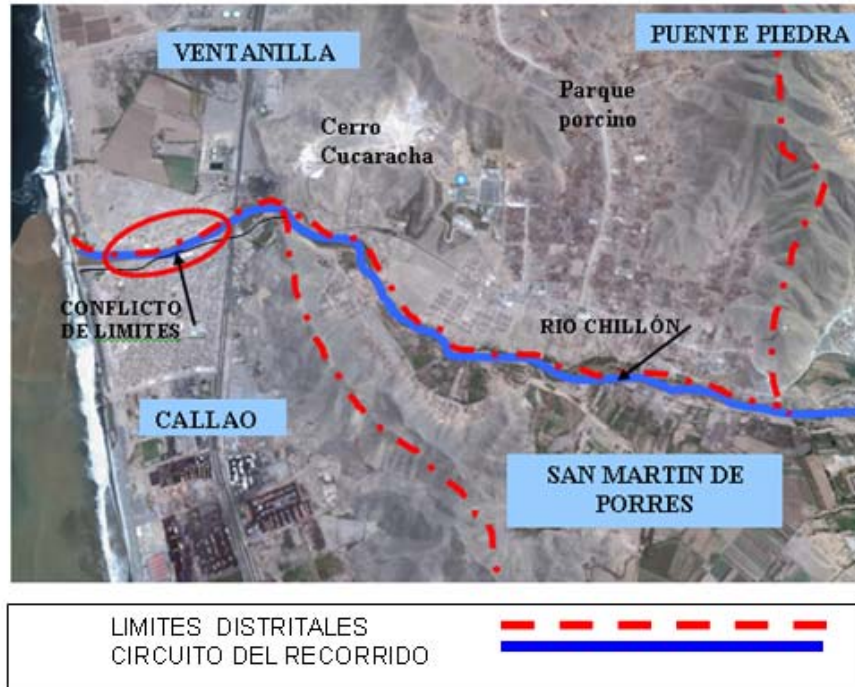 VENTANILLA
PUENTE PIEDRA
Parque
porcino
Cerro
Cucaracha
CONFLICTO
DE LIMITES
RIO CHILLÓN
CALLAO
SAN MARTIN DE
PORRES
LIMITES DISTRITALES
CIRCUITO DEL RECORRIDO